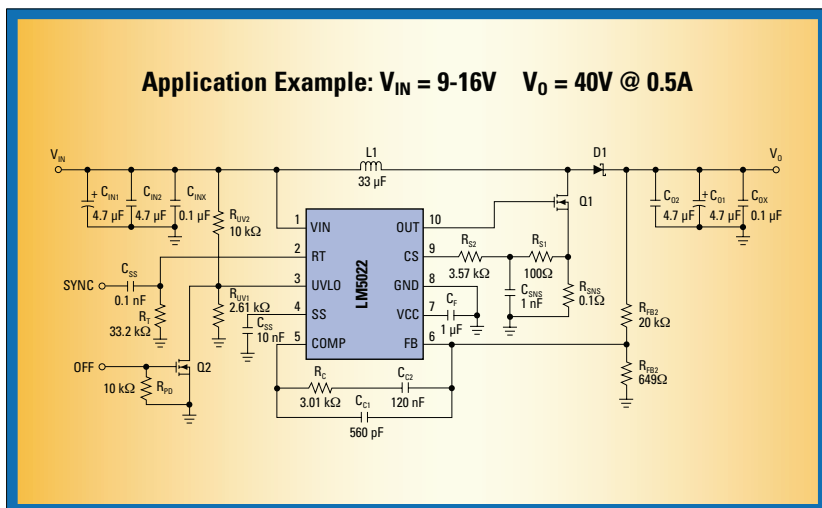 Application Example: VIN = 9-16V VO = 40V @ 0.5A
VIN
L1
33 µF
D1
VO
+ CIN1
4.7 µF
CIN2
4.7 µF
CINX
0.1 µF
RUV2
10 kΩ
1 VIN
2 RT
3 UVLO
4 SS
5 COMP
LM5022
OUT 10
CS 9
GND 8
VCC 7
FB 6
Q1
RS2
3.57 kΩ
RS1
100Ω
CSNS
1 nF
RSNS
0.1Ω
CF
1 µF
CO2
4.7 µF
+ CO1
4.7 µF
COX
0.1 µF
RFB2
20 kΩ
RFB2
649Ω
SYNC
CSS
0.1 nF
RT
33.2 kΩ
RUV1
2.61 kΩ
CSS
10 nF
OFF
10 kΩ
RPD
Q2
RC
3.01 kΩ
CC2
120 nF
CC1
560 pF